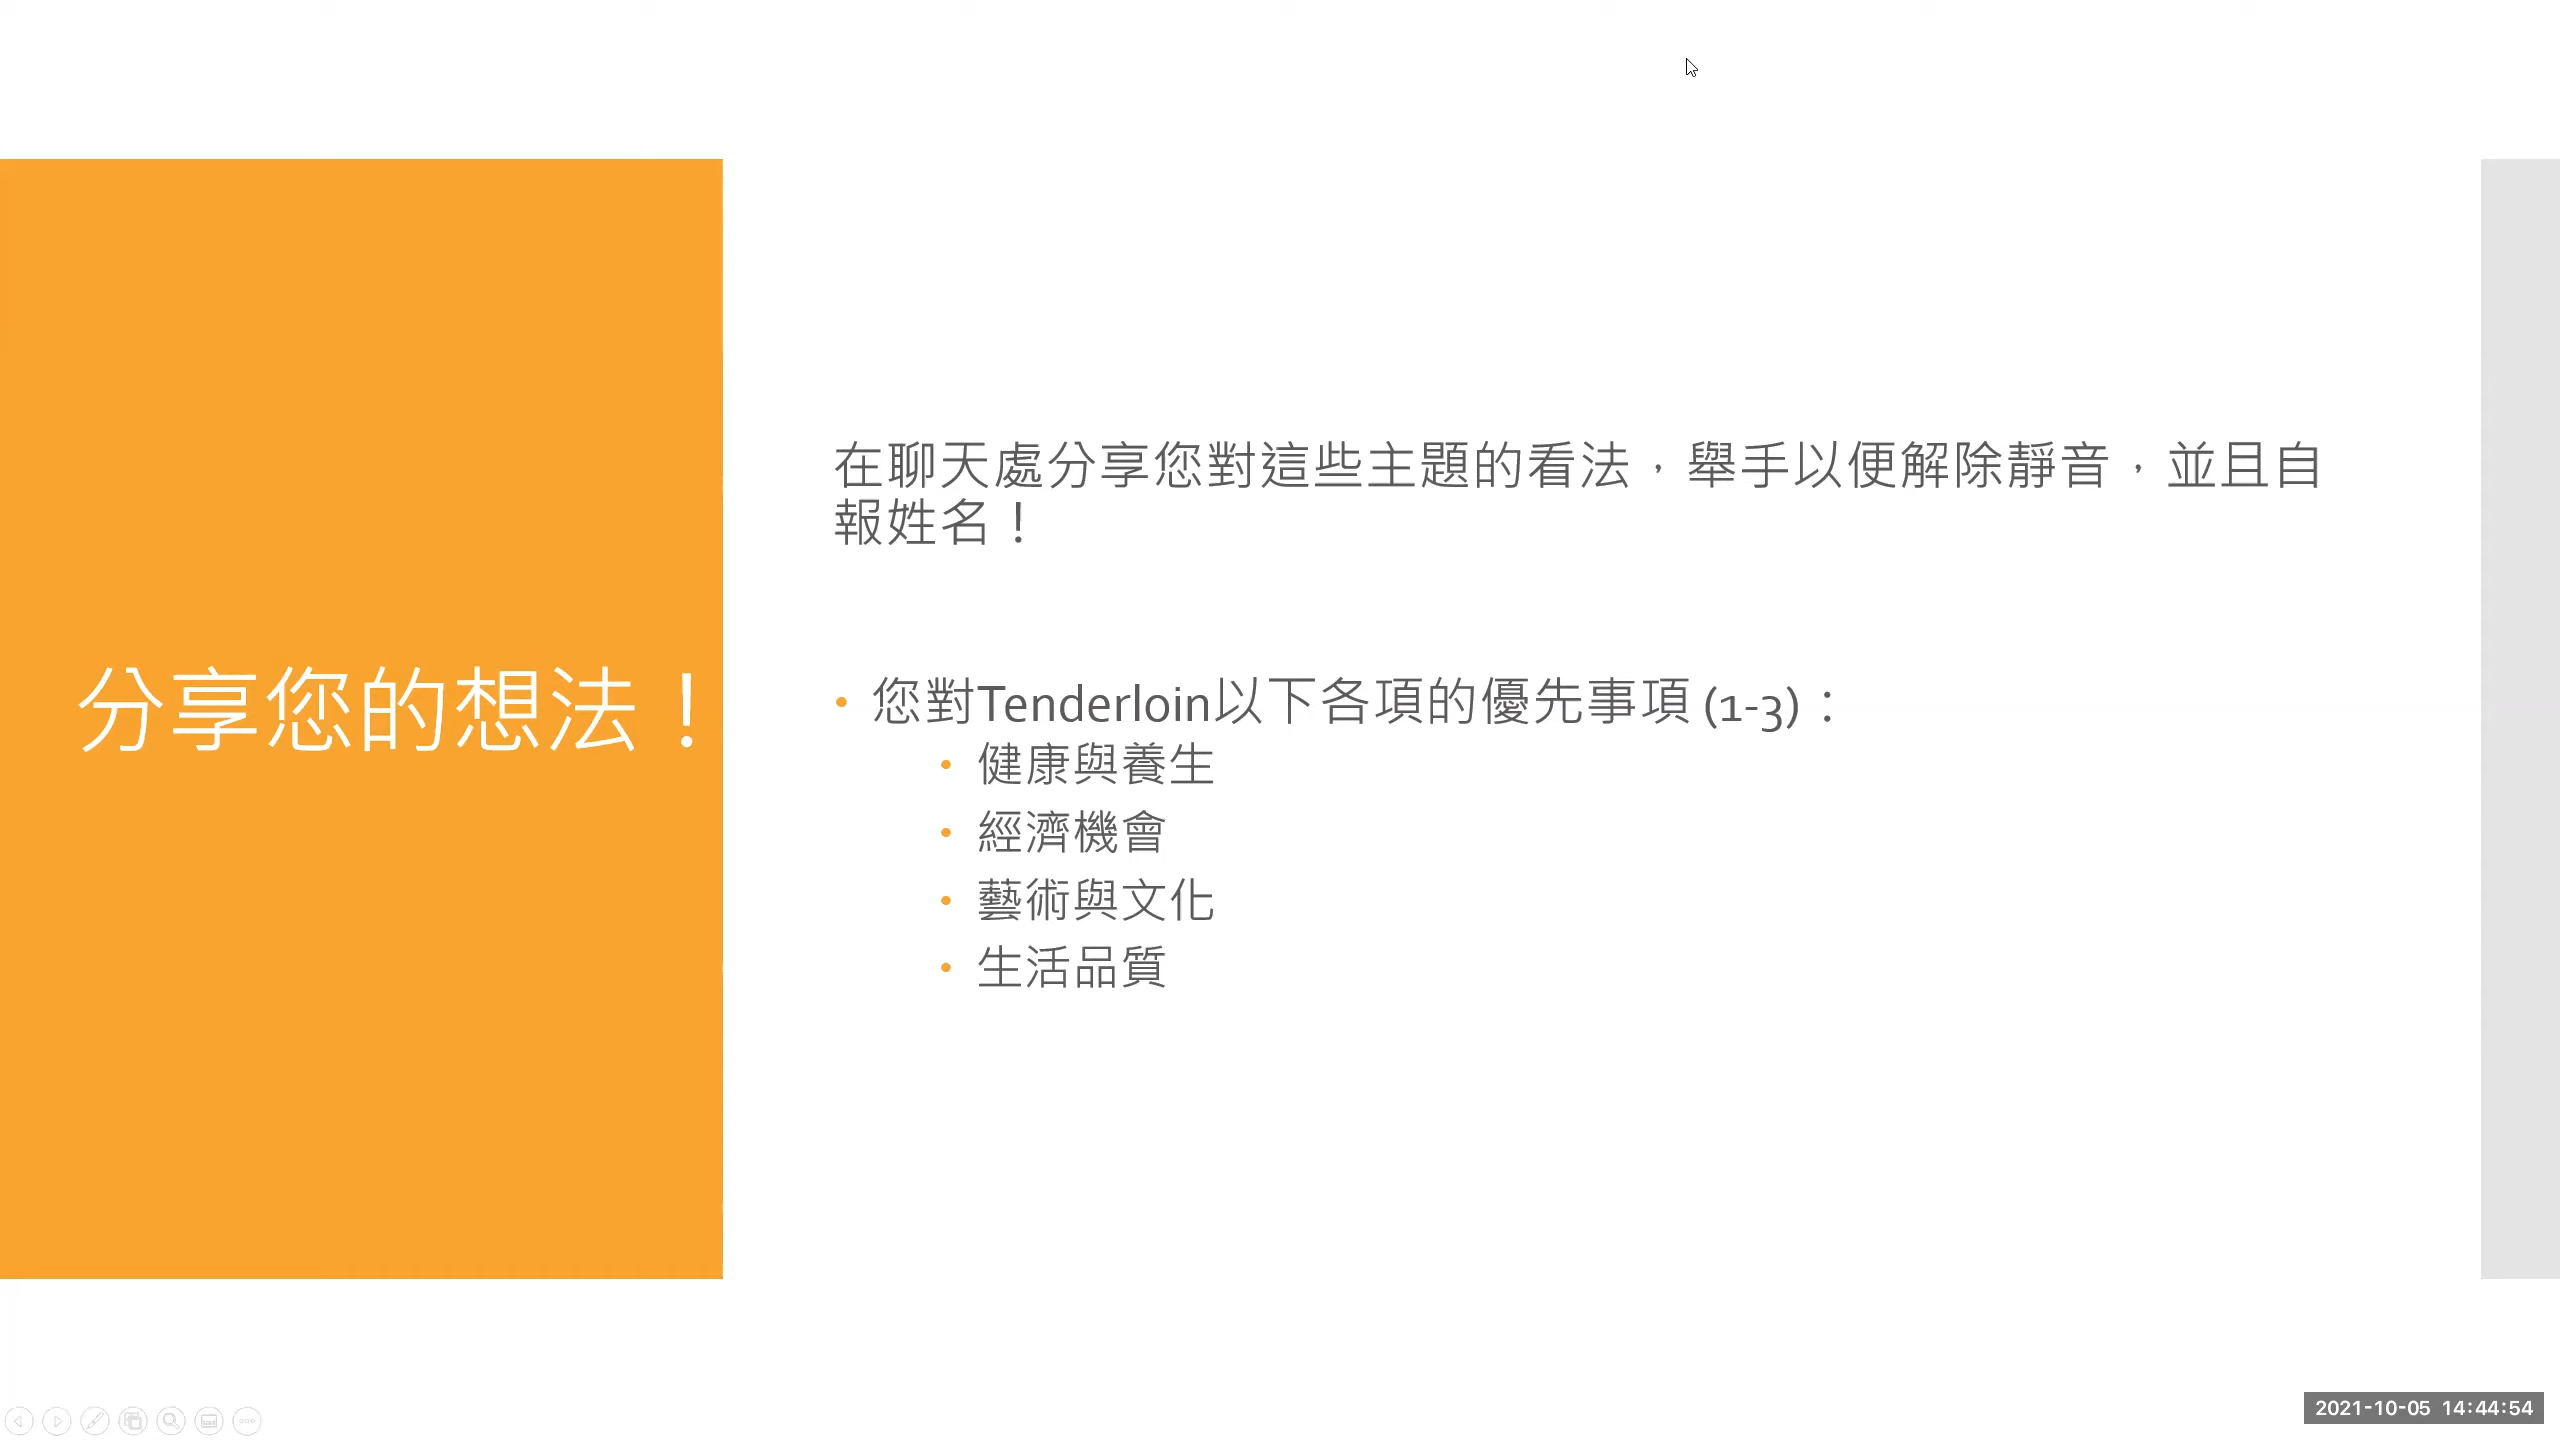 分享您的想法！
在聊天處分享您對這些主題的看法，舉手以便解除靜音，並且自
報姓名！
• 您對Tenderloin以下各項的優先事項 (1-3)：
• 健康與養生
• 經濟機會
• 藝術與文化
• 生活品質
2021-10-05 14:44:54